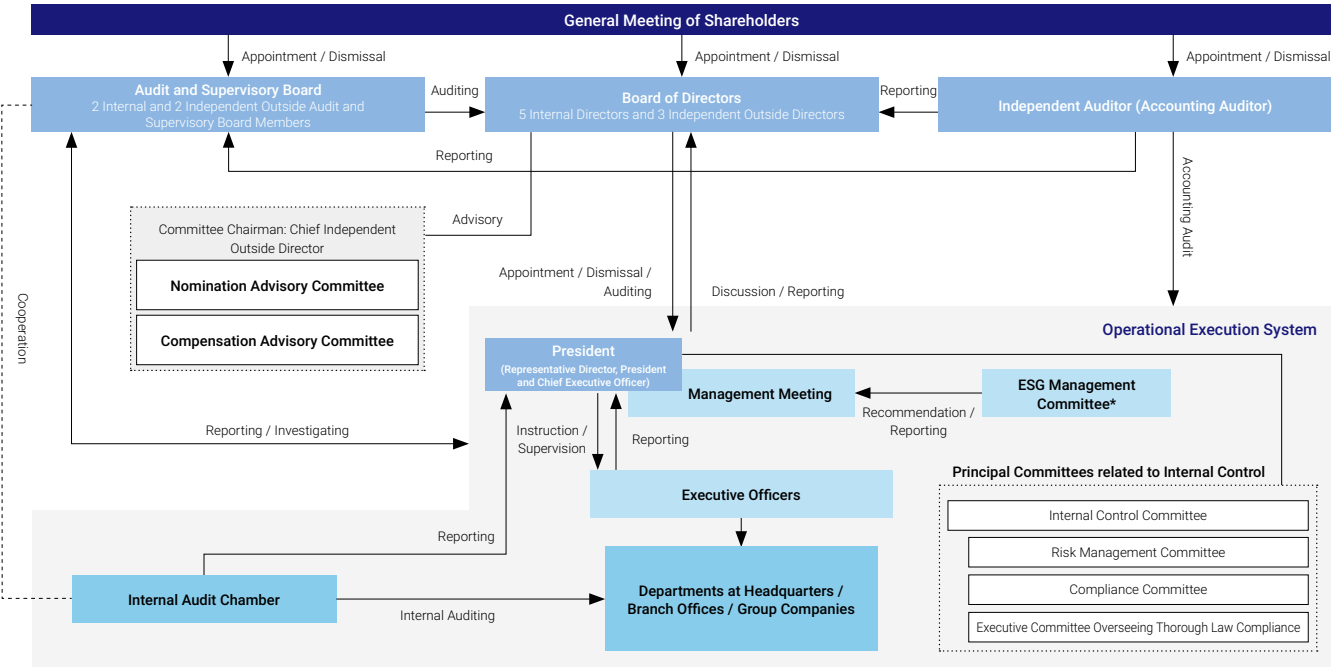 General Meeting of Shareholders
Appointment / Dismissal
Appointment / Dismissal
Appointment / Dismissal
Audit and Supervisory Board
2 Internal and 2 Independent Outside Audit and
Supervisory Board Members
Auditing
Board of Directors
5 Internal Directors and 3 Independent Outside Directors
Reporting
Independent Auditor (Accounting Auditor)
Reporting
Accounting Audit
Advisory
Committee Chairman: Chief Independent
Outside Director
Nomination Advisory Committee
Compensation Advisory Committee
Cooperation
Appointment / Dismissal /
Auditing
Discussion / Reporting
Operational Execution System
President
(Representative Director, President
and Chief Executive Officer)
Management Meeting
ESG Management
Committee*
Recommendation /
Reporting
Reporting / Investigating
Instruction /
Supervision
Reporting
Principal Committees related to Internal Control
Internal Control Committee
Risk Management Committee
Compliance Committee
Executive Committee Overseeing Thorough Law Compliance
Executive Officers
Reporting
Internal Audit Chamber
Internal Auditing
Departments at Headquarters /
Branch Offices / Group Companies